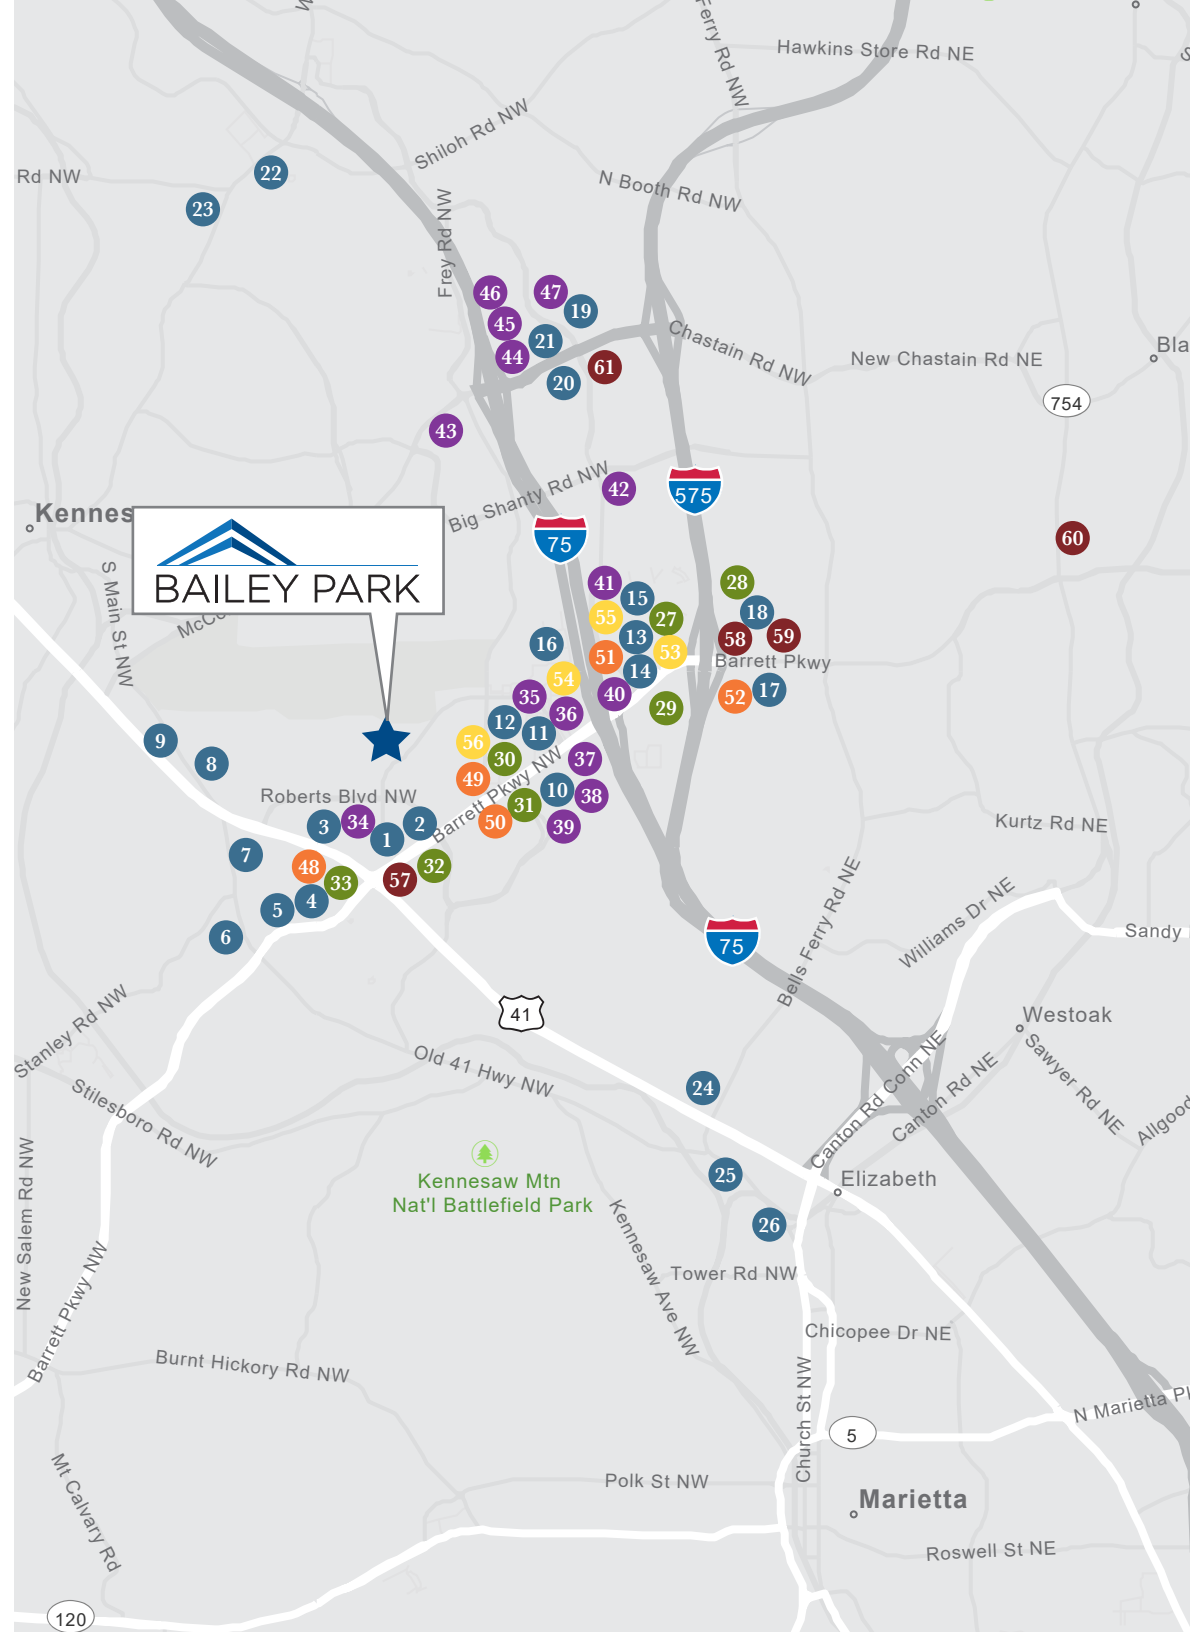 Hawkins Store Rd NE
Ferry Rd NW
Shiloh Rd NW
Rd NW
22
N Booth Rd NW
23
Frey Rd NW
46
47
19
45
21
44
Chastain Rd NW
20
61
New Chastain Rd NE
Bla
754
43
Big Shanty Rd NW
42
575
Kennes
75
60
BAILEY PARK
S Main St NW
McCo
41
15
28
55
27
18
16
13
58
59
51
53
Barrett Pkwy
54
14
35
40
52
17
36
29
12
11
9
56
8
30
37
49
10
38
Roberts Blvd NW
31
Barrett Pkwy NW
3
34
2
50
39
1
Kurtz Rd NE
7
48
33
57
32
5
4
6
Bells Ferry Rd NE
Williams Dr NE
Sandy
75
Stanley Rd NW
41
Westoak
Old 41 Hwy NW
Stilesboro Rd NW
24
Canton Rd Conn NE
Canton Rd NE
Sawyer Rd NE
Allgood
Kennesaw Mtn
Nat'l Battlefield Park
25
Elizabeth
26
New Salem Rd NW
Kennesaw Ave NW
Tower Rd NW
Barrett Pkwy NW
Chicopee Dr NE
Burnt Hickory Rd NW
Church St NW
N Marietta Pk
5
Mt Calvary Rd
Polk St NW
Marietta
Roswell St NE
120